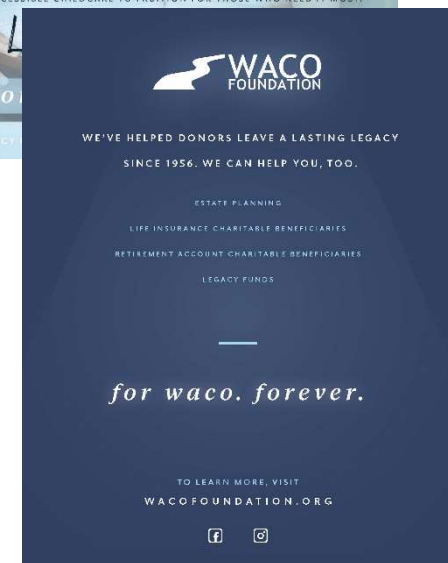 WACO
FOUNDATION
WE'VE HELPED DONORS LEAVE A LASTING LEGACY
SINCE 1956. WE CAN HELP YOU, TOO.
ESTATE PLANNING
LIFE INSURANCE CHARITABLE BENEFICIARIES
RETIREMENT ACCOUNT CHARITABLE BENEFICIARIES
LEGACY FUNDS
for waco. forever.
TO LEARN MORE, VISIT
WACOFOUNDATION.ORG